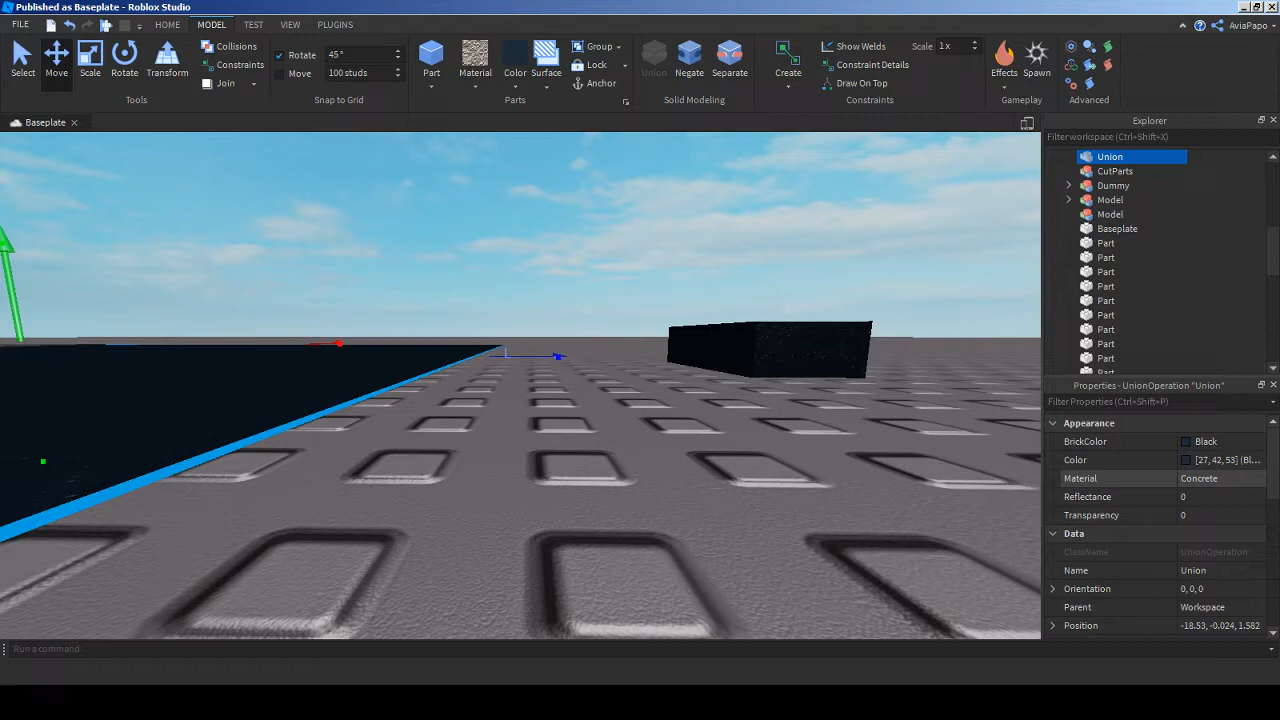 Published as Baseplate - Roblox Studio
FILE HOME MODEL TEST VIEW PLUGINS AviaPapo
Select Move Scale Rotate Transform
Collisions
Constraints
Join
Tools
Rotate 45°
Move 100 studs
Snap to Grid
Part Material Color Surface
Group
Lock
Anchor
Parts
Union Negate Separate
Solid Modeling
Create
Show Welds Scale 1x
Constraint Details
Draw On Top
Constraints
Effects Spawn
Gameplay
Advanced
Baseplate
Explorer
Filter workspace (Ctrl+Shift+X)
Union
CutParts
Dummy
Model
Model
Baseplate
Part
Part
Part
Part
Part
Part
Part
Part
Part
Part
Properties - UnionOperation "Union"
Filter Properties (Ctrl+Shift+P)
Appearance
BrickColor Black
Color [27, 42, 53] (Bl...
Material Concrete
Reflectance 0
Transparency 0
Data
ClassName UnionOperation
Name Union
Orientation 0, 0, 0
Parent Workspace
Position -18.53, -0.024, 1.582
Run a command